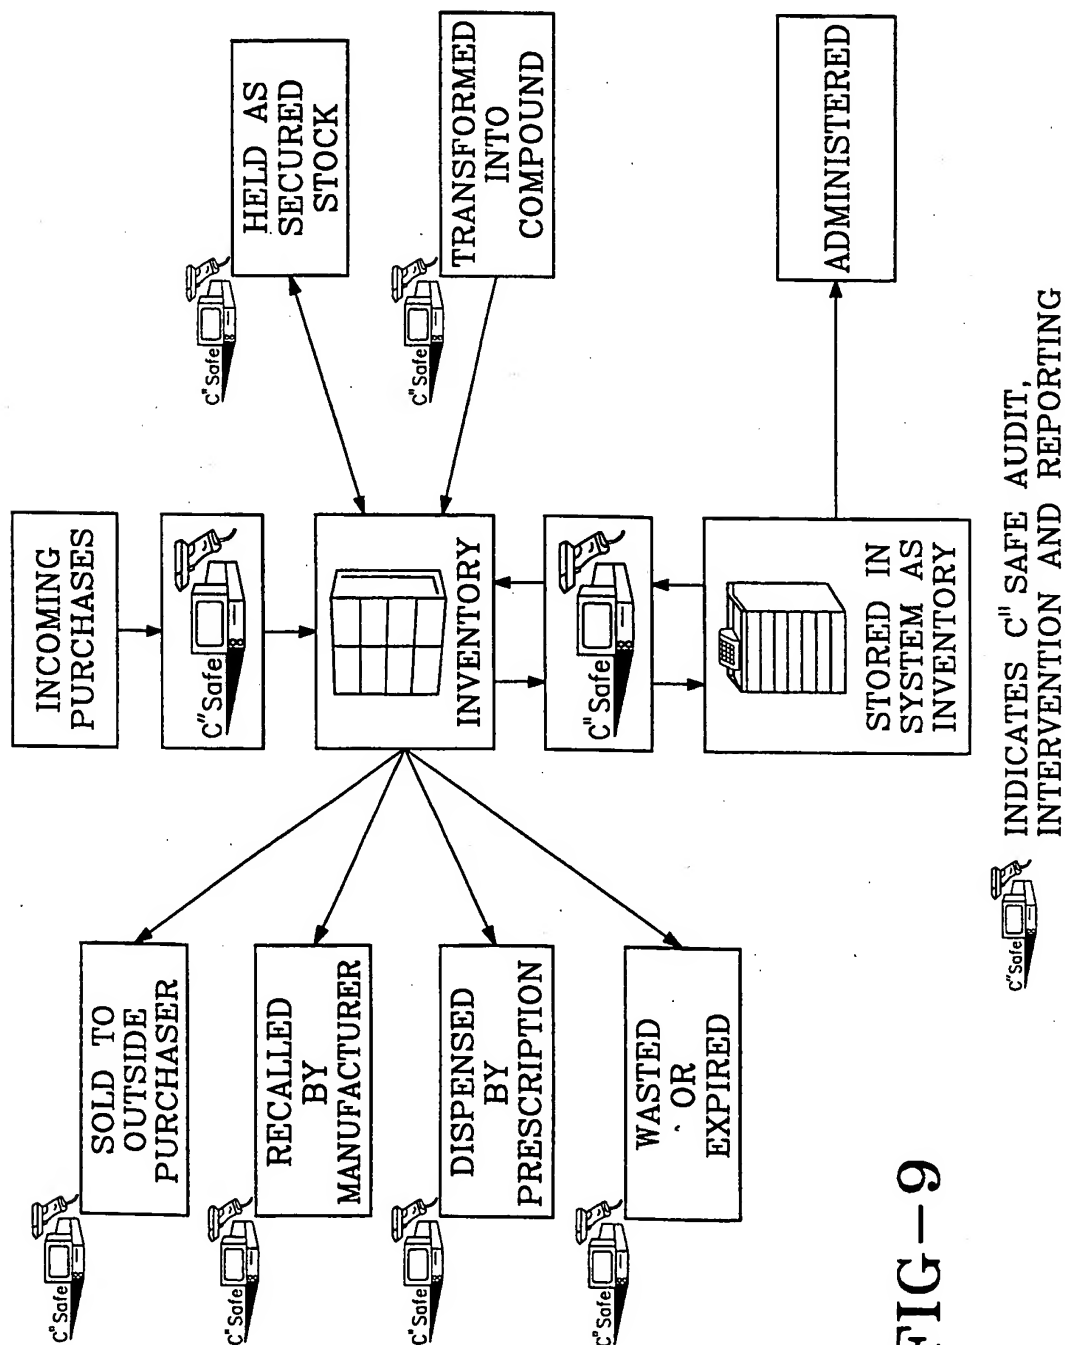 C"Safe
WASTED
OR
EXPIRED
C"Safe
DISPENSED
BY
PRESCRIPTION
C"Safe
RECALLED
BY
MANUFACTURER
C"Safe
SOLD TO
OUTSIDE
PURCHASER
STORED IN
SYSTEM AS
INVENTORY
C"Safe
INVENTORY
C"Safe
INCOMING
PURCHASES
ADMINISTERED
C"Safe
TRANSFORMED
INTO
COMPOUND
C"Safe
HELD AS
SECURED
STOCK
FIG-9
C"Safe
INDICATES C" SAFE AUDIT,
INTERVENTION AND REPORTING